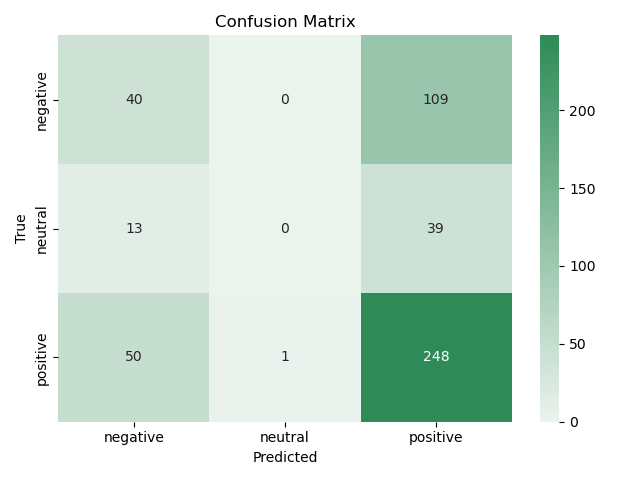 Confusion Matrix
True
negative 40 0 109
neutral 13 0 39
positive 50 1 248
negative neutral positive
Predicted
200
150
100
50
0